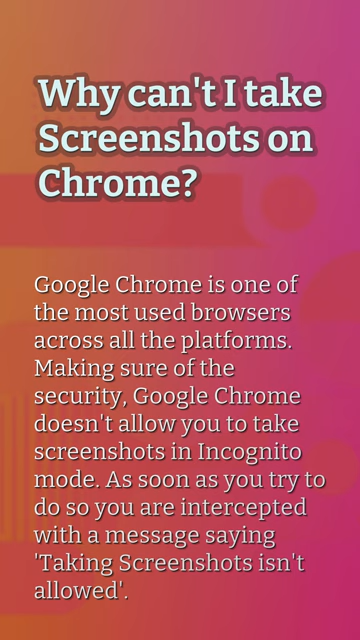 Why can't I take
Screenshots on
Chrome?
Google Chrome is one of
the most used browsers
across all the platforms.
Making sure of the
security, Google Chrome
doesn't allow you to take
screenshots in Incognito
mode. As soon as you try to
do so you are intercepted
with a message saying
'Taking Screenshots isn't
allowed'.